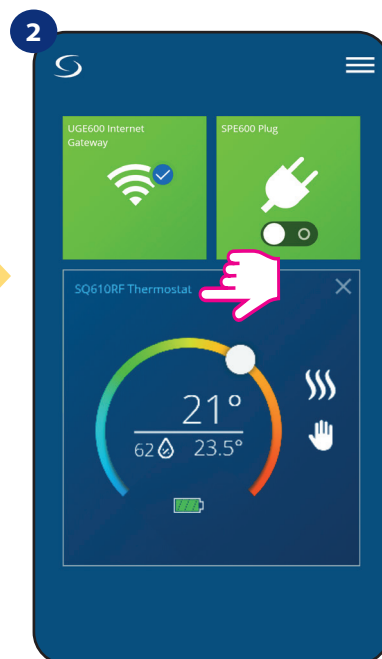 2
UGE600 Internet
Gateway
SPE600 Plug
SQ610RF Thermostat
21°
62 23.5°